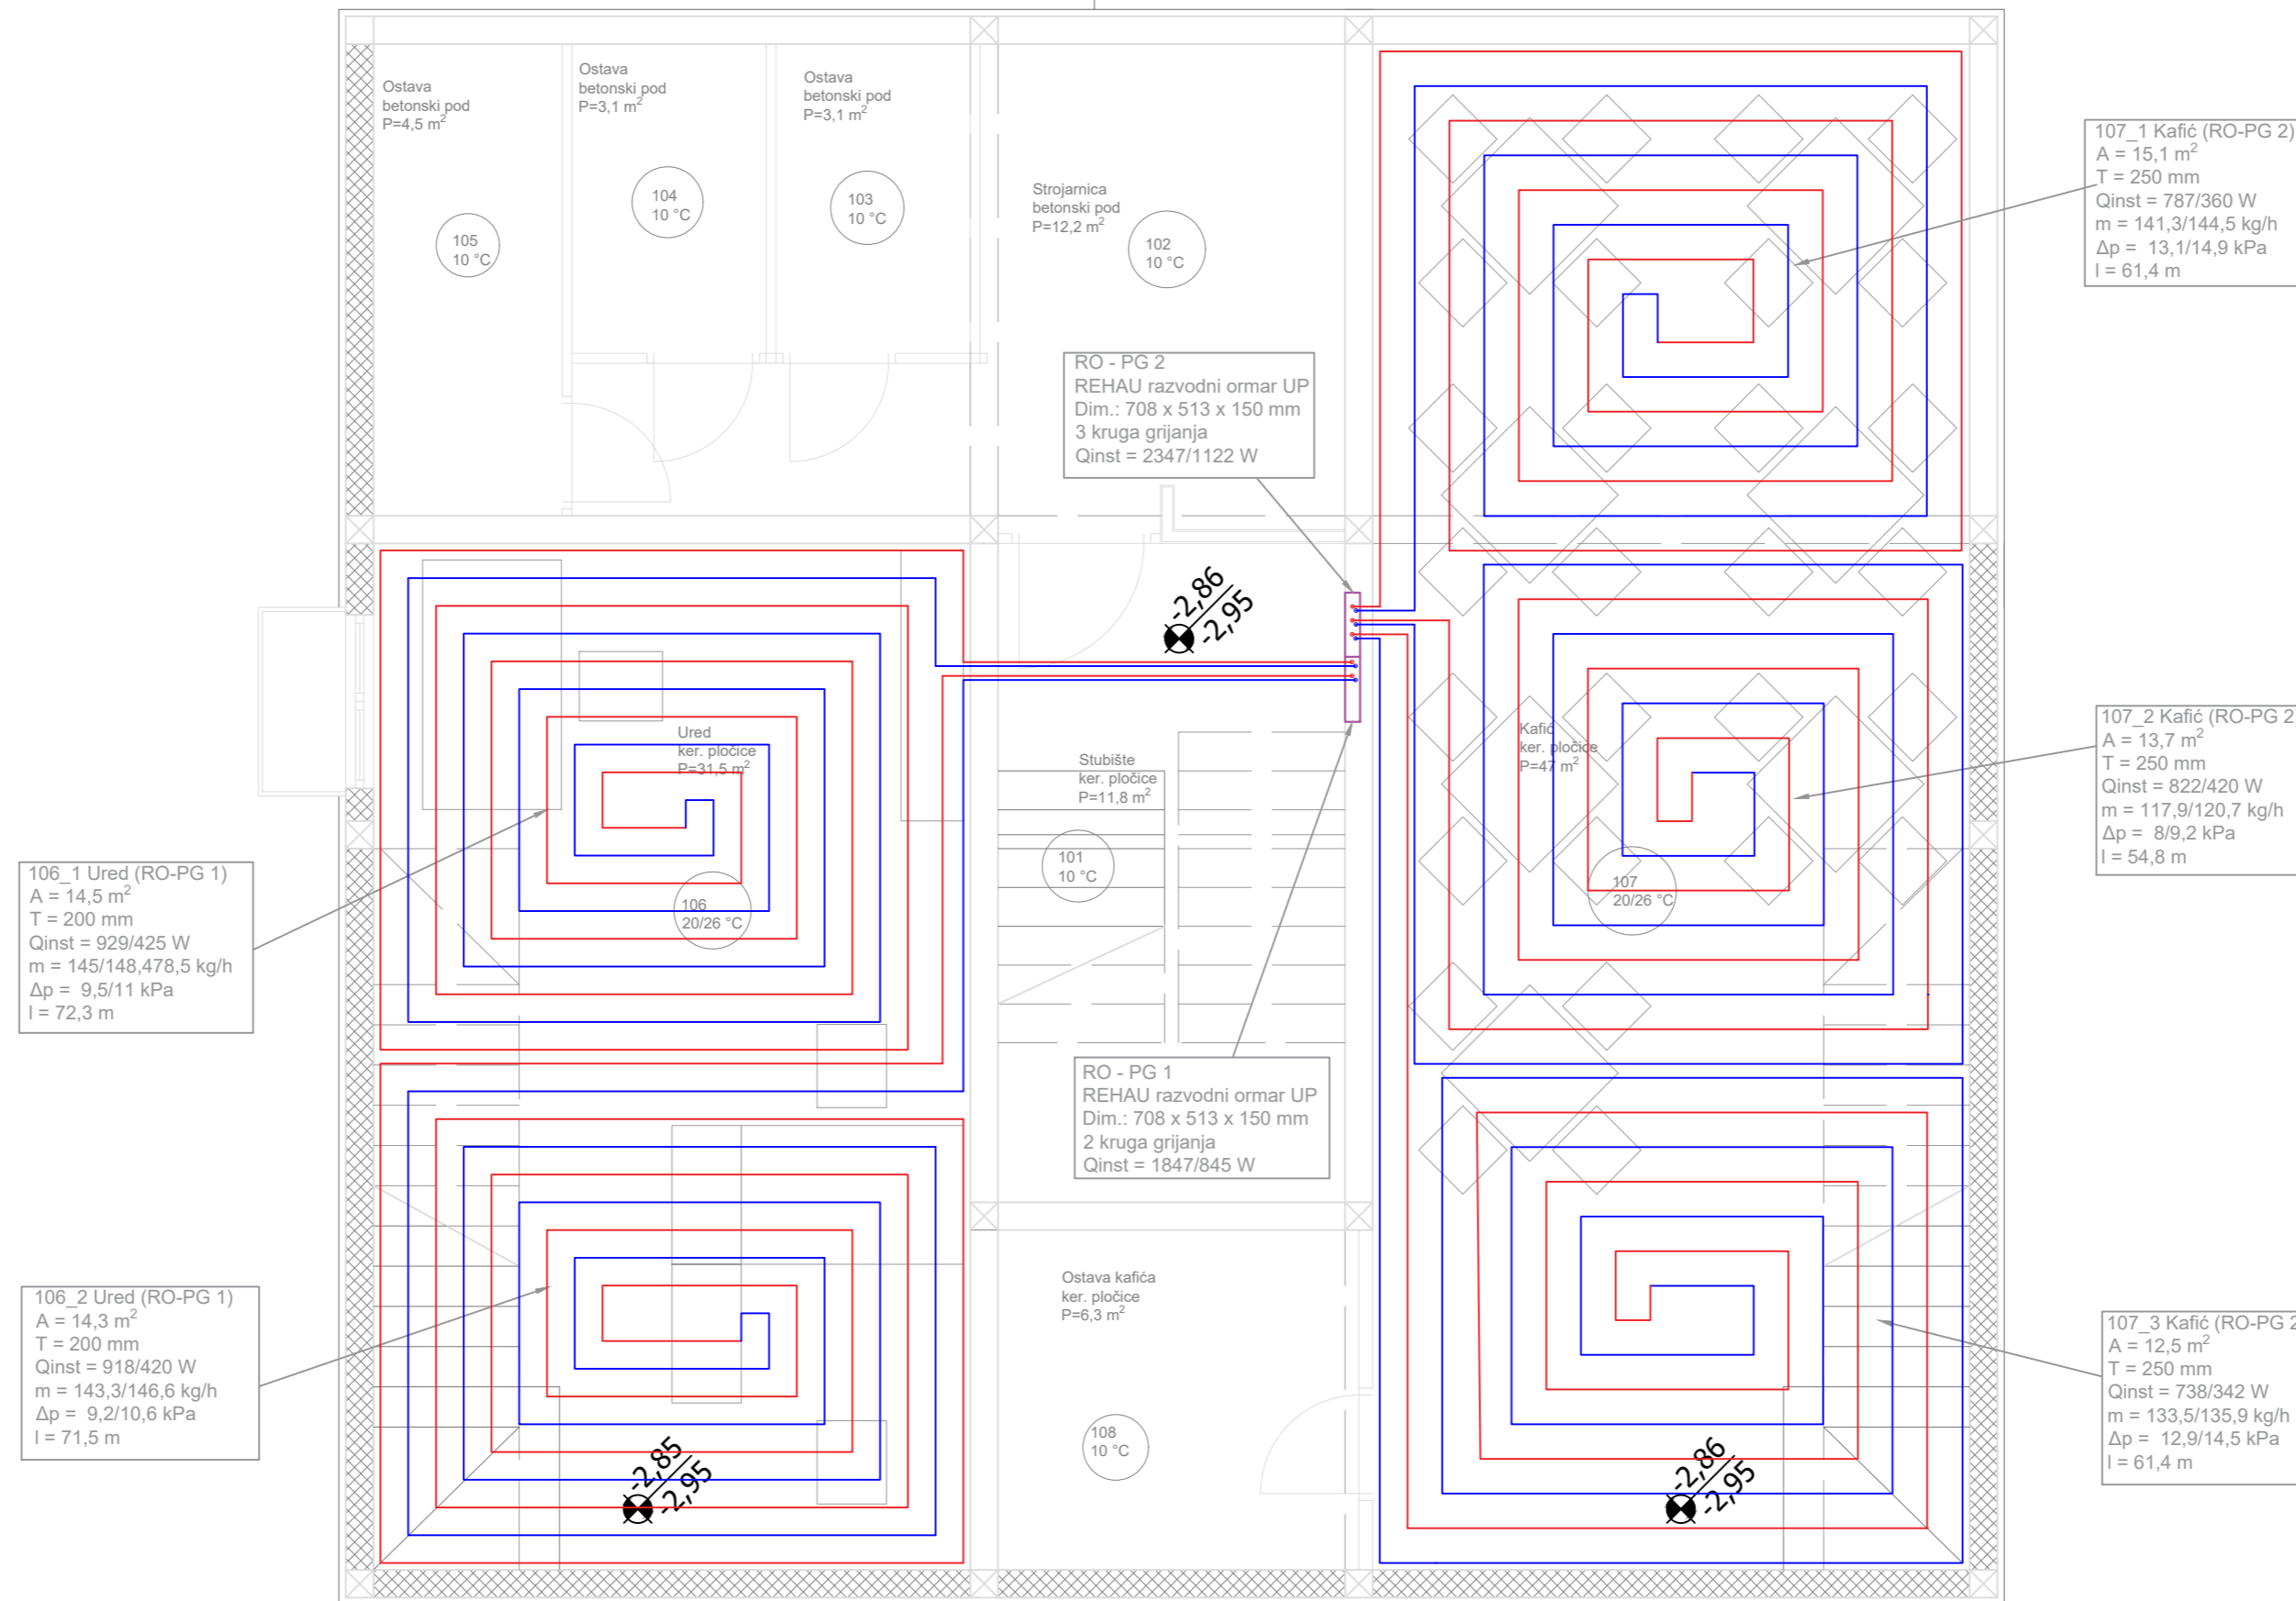 Ostava
betonski pod
P=4,5 m²
Ostava
betonski pod
P=3,1 m²
Ostava
betonski pod
P=3,1 m²
105
10 °C
104
10 °C
103
10 °C
Strojarnica
betonski pod
P=12,2 m²
102
10 °C
107_1 Kafić (RO-PG 2)
A = 15,1 m²
T = 250 mm
Qinst = 787/360 W
m = 141,3/144,5 kg/h
Δp = 13,1/14,9 kPa
l = 61,4 m
RO - PG 2
REHAU razvodni ormar UP
Dim.: 708 x 513 x 150 mm
3 kruga grijanja
Qinst = 2347/1122 W
-2,86
-2,95
Ured
ker. pločice
P=31,5 m²
106
20/26 °C
Stubište
ker. pločice
P=11,8 m²
101
10 °C
Kafić
ker. pločice
P=47 m²
107
20/26 °C
107_2 Kafić (RO-PG 2
A = 13,7 m²
T = 250 mm
Qinst = 822/420 W
m = 117,9/120,7 kg/h
Δp = 8/9,2 kPa
l = 54,8 m
106_1 Ured (RO-PG 1)
A = 14,5 m²
T = 200 mm
Qinst = 929/425 W
m = 145/148,478,5 kg/h
Δp = 9,5/11 kPa
l = 72,3 m
RO - PG 1
REHAU razvodni ormar UP
Dim.: 708 x 513 x 150 mm
2 kruga grijanja
Qinst = 1847/845 W
106_2 Ured (RO-PG 1)
A = 14,3 m²
T = 200 mm
Qinst = 918/420 W
m = 143,3/146,6 kg/h
Δp = 9,2/10,6 kPa
l = 71,5 m
Ostava kafića
ker. pločice
P=6,3 m²
108
10 °C
107_3 Kafić (RO-PG 2
A = 12,5 m²
T = 250 mm
Qinst = 738/342 W
m = 133,5/135,9 kg/h
Δp = 12,9/14,5 kPa
l = 61,4 m
-2,85
-2,95
-2,86
-2,95